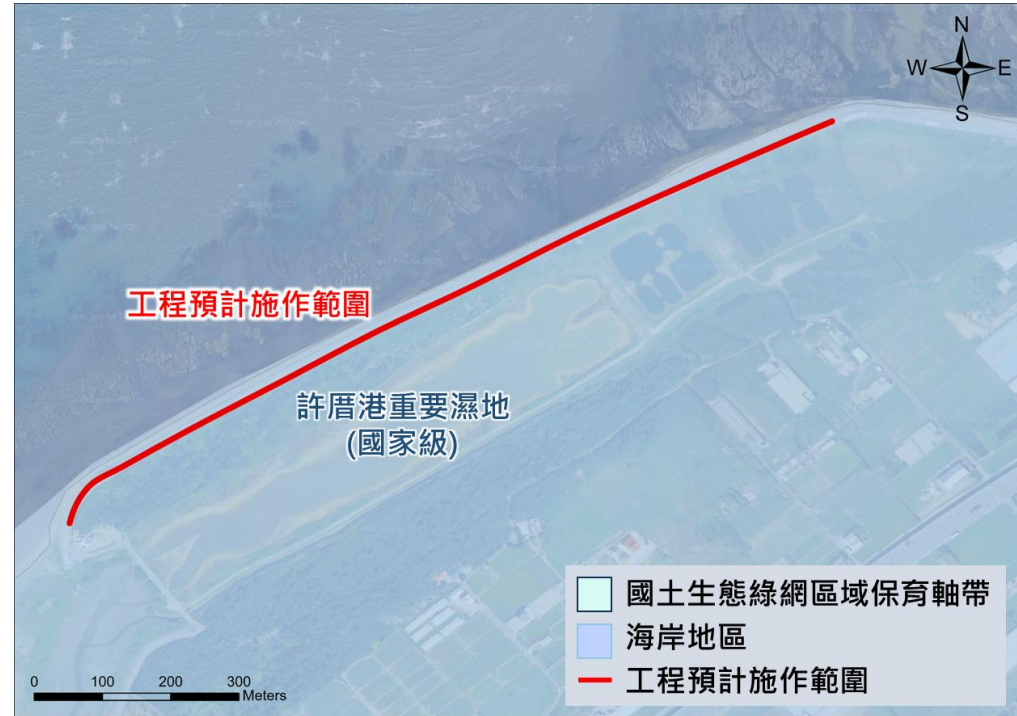 N
W E
S
工程預計施作範圍
許厝港重要濕地
(國家級)
國土生態綠網區域保育軸帶
海岸地區
工程預計施作範圍
0 100 200 300
Meters